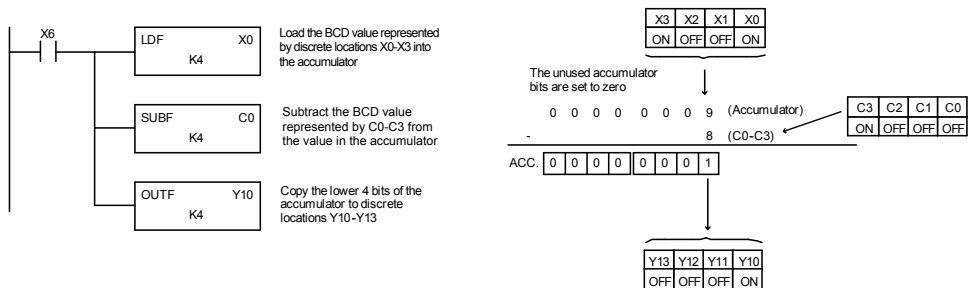 X6
LDF X0
K4
Load the BCD value represented
by discrete locations X0-X3 into
the accumulator
SUBF C0
K4
Subtract the BCD value
represented by C0-C3 from
the value in the accumulator
OUTF Y10
K4
Copy the lower 4 bits of the
accumulator to discrete
locations Y10-Y13
X3 X2 X1 X0
ON OFF OFF ON
The unused accumulator
bits are set to zero
0 0 0 0 0 0 0 9 (Accumulator)
- 8 (C0-C3)
C3 C2 C1 C0
ON OFF OFF OFF
ACC. 0 0 0 0 0 0 0 1
Y13 Y12 Y11 Y10
OFF OFF OFF ON